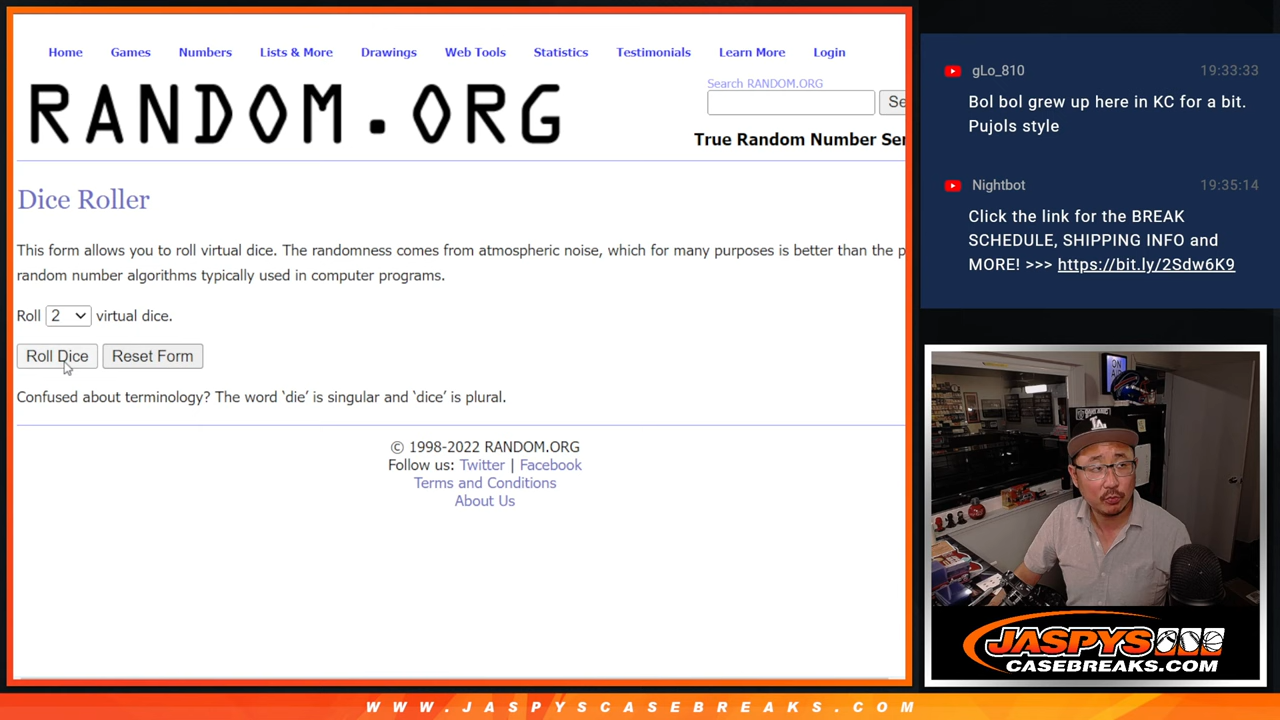 Home Games Numbers Lists & More Drawings Web Tools Statistics Testimonials Learn More Login
RANDOM.ORG
Search RANDOM.ORG
Se
True Random Number Ser
Dice Roller
This form allows you to roll virtual dice. The randomness comes from atmospheric noise, which for many purposes is better than the p
random number algorithms typically used in computer programs.
Roll 2 virtual dice.
Roll Dice Reset Form
Confused about terminology? The word ‘die’ is singular and ‘dice’ is plural.
© 1998-2022 RANDOM.ORG
Follow us: Twitter | Facebook
Terms and Conditions
About Us
gLo_810 19:33:33
Bol bol grew up here in KC for a bit.
Pujols style
Nightbot 19:35:14
Click the link for the BREAK
SCHEDULE, SHIPPING INFO and
MORE! >>> https://bit.ly/2Sdw6K9
ON
LA
JASPYS
CASEBREAKS.COM
WWW.JASPYSCASEBREAKS.COM